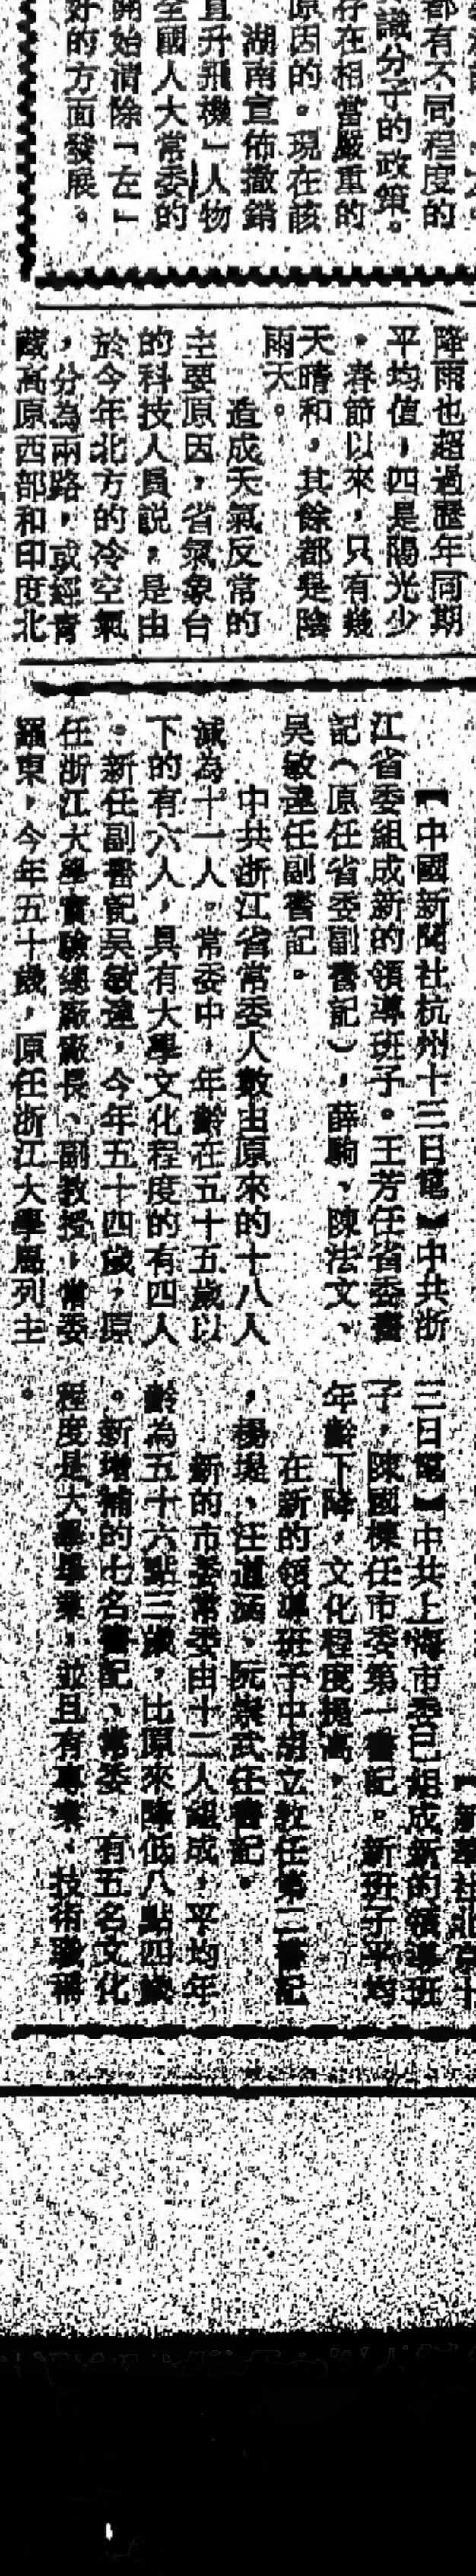 都有不同程度的
識分子的政策。
存在相當嚴重的
原因的。現在該
湖南宣佈撤銷
直升飛機」人物
全國人大常委的
開始清除「左」
好的方面發展。
降雨也超過歷年同期
平均值,四是陽光少
。春節以來,只有幾
天晴和,其餘都是陰
雨天。
造成天氣反常的
主要原因,省氣象台
的科技人員說,是由
於今年北方的冷空氣
,分為兩路,或經青
藏高原西部和印度北
【中國新聞社杭州十三日電】中共浙
江省委組成新的領導班子。王芳任省委書
記(原任省委副書記),薛駒、陳法文、
吳敏達任副書記。
中共浙江省常委人數由原來的十八人
減為十一人。常委中,年齡在五十五歲以
下的有六人,具有大學文化程度的有四人
。新任副書記吳敏達,今年五十四歲,原
任浙江大學實驗總廠廠長、副教授,常委
羅東,今年五十歲,原任浙江大學屬列主
【新華社北京十
三日電】中共上海市委已組成新的領導班
子,陳國棟任市委第一書記。新班子平均
年齡下降,文化程度提高。
在新的領導班子中胡立教任第二書記
,楊堤、汪道涵、阮崇武任書記。
新的市委常委由十二人組成,平均年
齡為五十六點三歲,比原來降低八點四歲
。新增補的七名書記、常委,有五名文化
程度是大學畢業,並且有專業、技術職稱
。